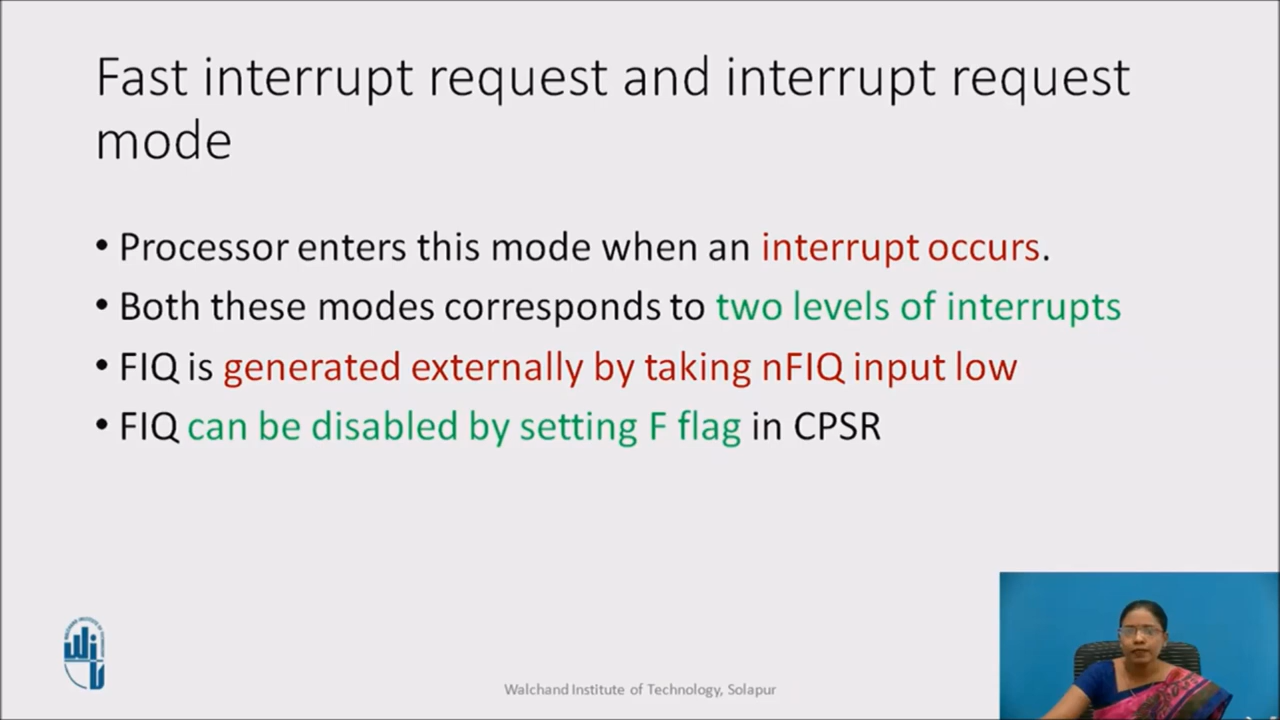 Fast interrupt request and interrupt request
mode
• Processor enters this mode when an interrupt occurs.
• Both these modes corresponds to two levels of interrupts
• FIQ is generated externally by taking nFIQ input low
• FIQ can be disabled by setting F flag in CPSR
Walchand Institute of Technology, Solapur